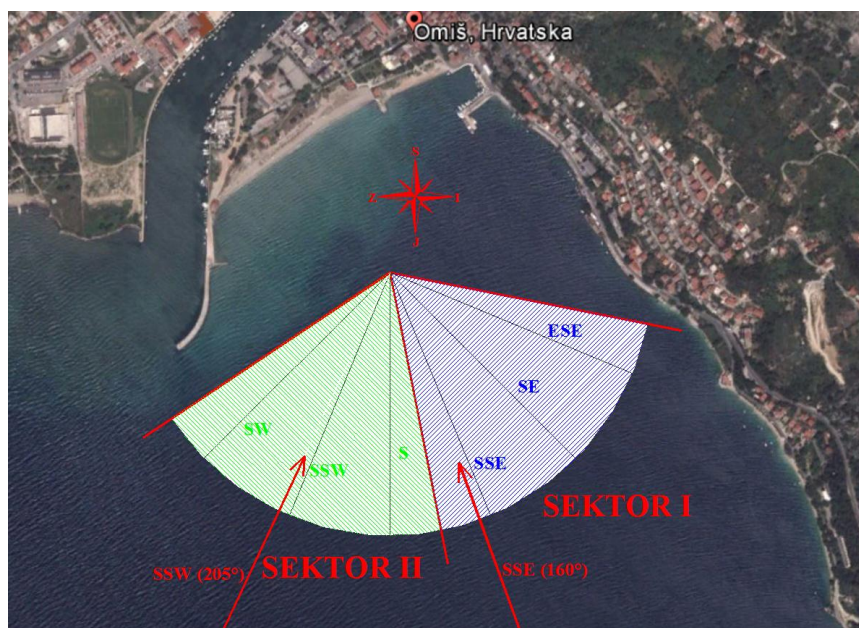 Omiš, Hrvatska
S
Z
I
J
ESE
SE
SW
S
SSW
SSE
SEKTOR I
SSW (205°)
SEKTOR II
SSE (160°)